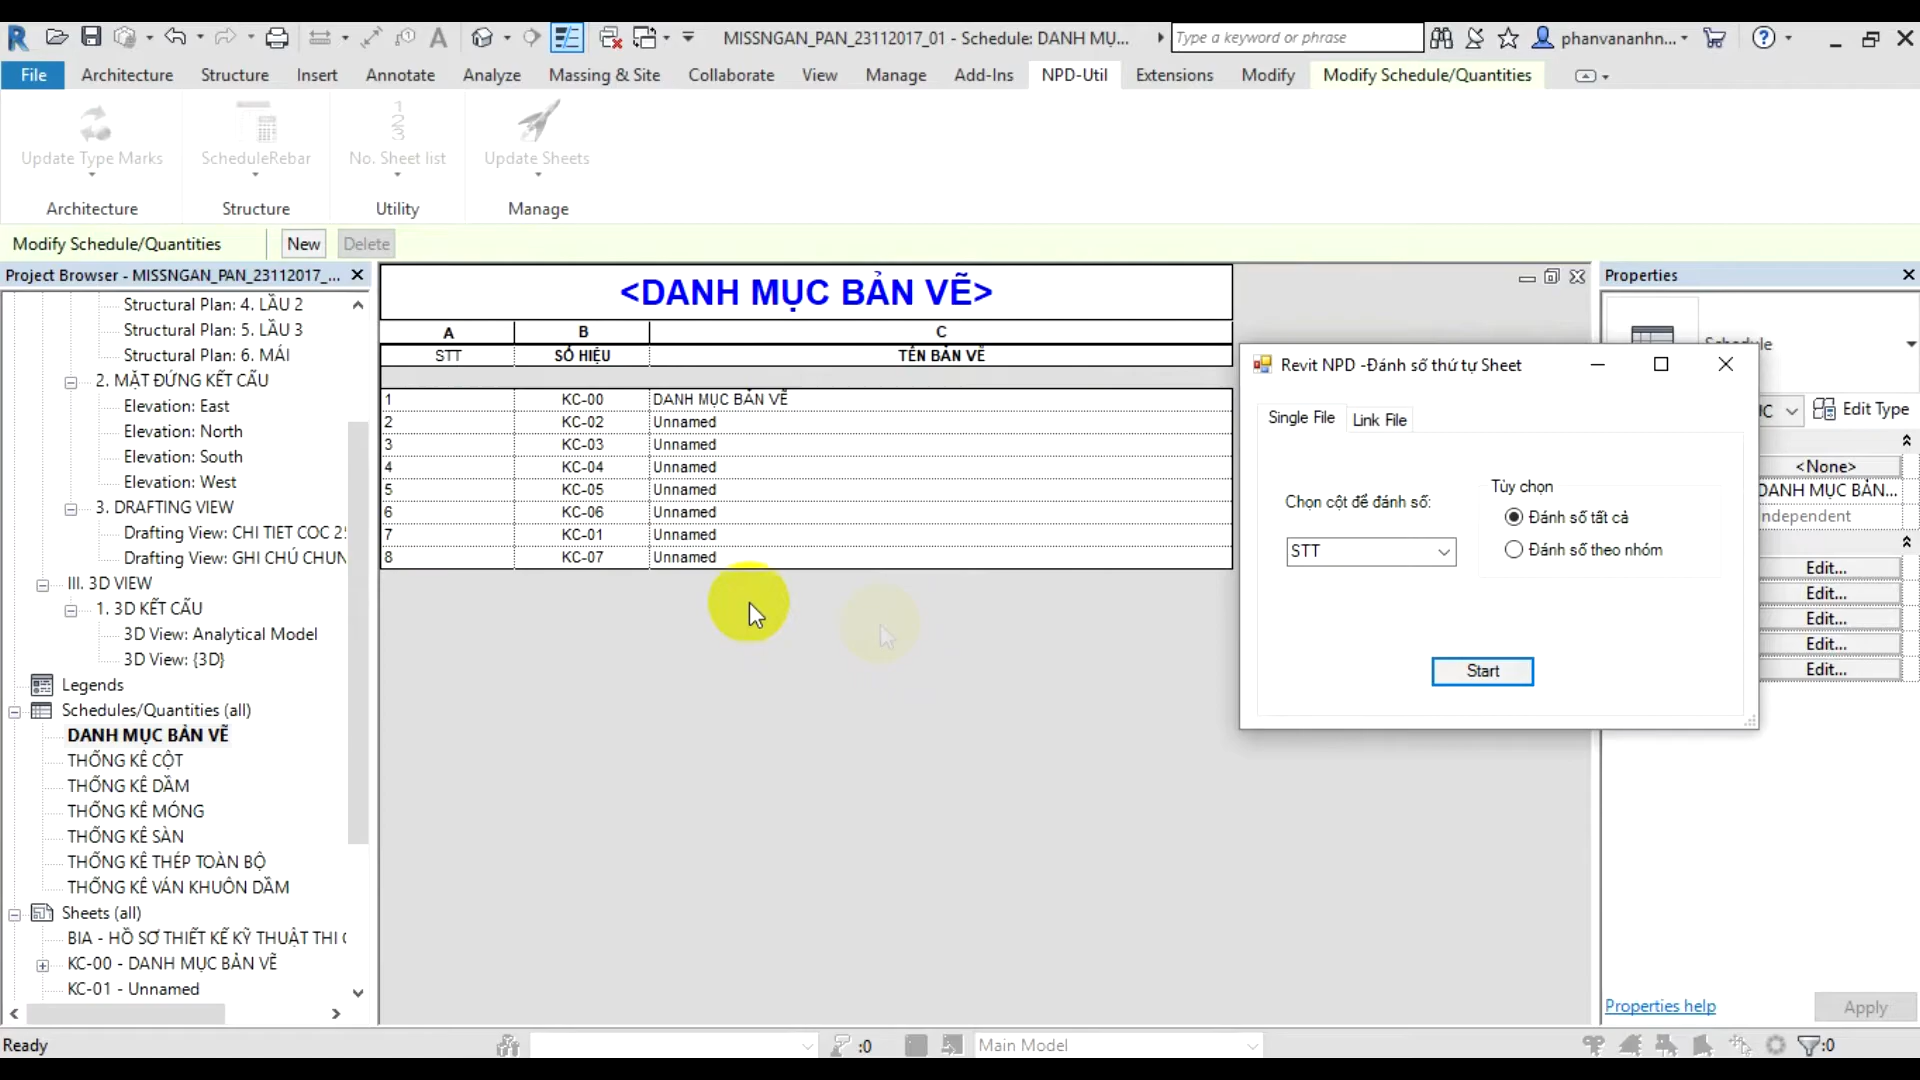 MISSNGAN_PAN_23112017_01 - Schedule: DANH MỤ...
Type a keyword or phrase
phanvananhn...
File
Architecture
Structure
Insert
Annotate
Analyze
Massing & Site
Collaborate
View
Manage
Add-Ins
NPD-Util
Extensions
Modify
Modify Schedule/Quantities
Update Type Marks
ScheduleRebar
No. Sheet list
Update Sheets
Architecture
Structure
Utility
Manage
Modify Schedule/Quantities
New
Delete
Project Browser - MISSNGAN_PAN_23112017_...
Structural Plan: 4. LẦU 2
Structural Plan: 5. LẦU 3
Structural Plan: 6. MÁI
2. MẶT ĐỨNG KẾT CẤU
Elevation: East
Elevation: North
Elevation: South
Elevation: West
3. DRAFTING VIEW
Drafting View: CHI TIET COC 2
Drafting View: GHI CHÚ CHUN
III. 3D VIEW
1. 3D KẾT CẤU
3D View: Analytical Model
3D View: {3D}
Legends
Schedules/Quantities (all)
DANH MỤC BẢN VẼ
THỐNG KÊ CỘT
THỐNG KÊ DẦM
THỐNG KÊ MÓNG
THỐNG KÊ SÀN
THỐNG KÊ THÉP TOÀN BỘ
THỐNG KÊ VÁN KHUÔN DẦM
Sheets (all)
BIA - HỒ SƠ THIẾT KẾ KỸ THUẬT THI
KC-00 - DANH MỤC BẢN VẼ
KC-01 - Unnamed
<DANH MỤC BẢN VẼ>
A B C
STT SỐ HIỆU TÊN BẢN VẼ
1 KC-00 DANH MỤC BẢN VẼ
2 KC-02 Unnamed
3 KC-03 Unnamed
4 KC-04 Unnamed
5 KC-05 Unnamed
6 KC-06 Unnamed
7 KC-01 Unnamed
8 KC-07 Unnamed
Revit NPD -Đánh số thứ tự Sheet
Single File
Link File
Chọn cột để đánh số:
STT
Tùy chọn
Đánh số tất cả
Đánh số theo nhóm
Start
Properties
Schedule
Edit Type
<None>
DANH MỤC BẢN...
ndependent
Edit...
Edit...
Edit...
Edit...
Edit...
Properties help
Apply
Ready
:0
Main Model
:0